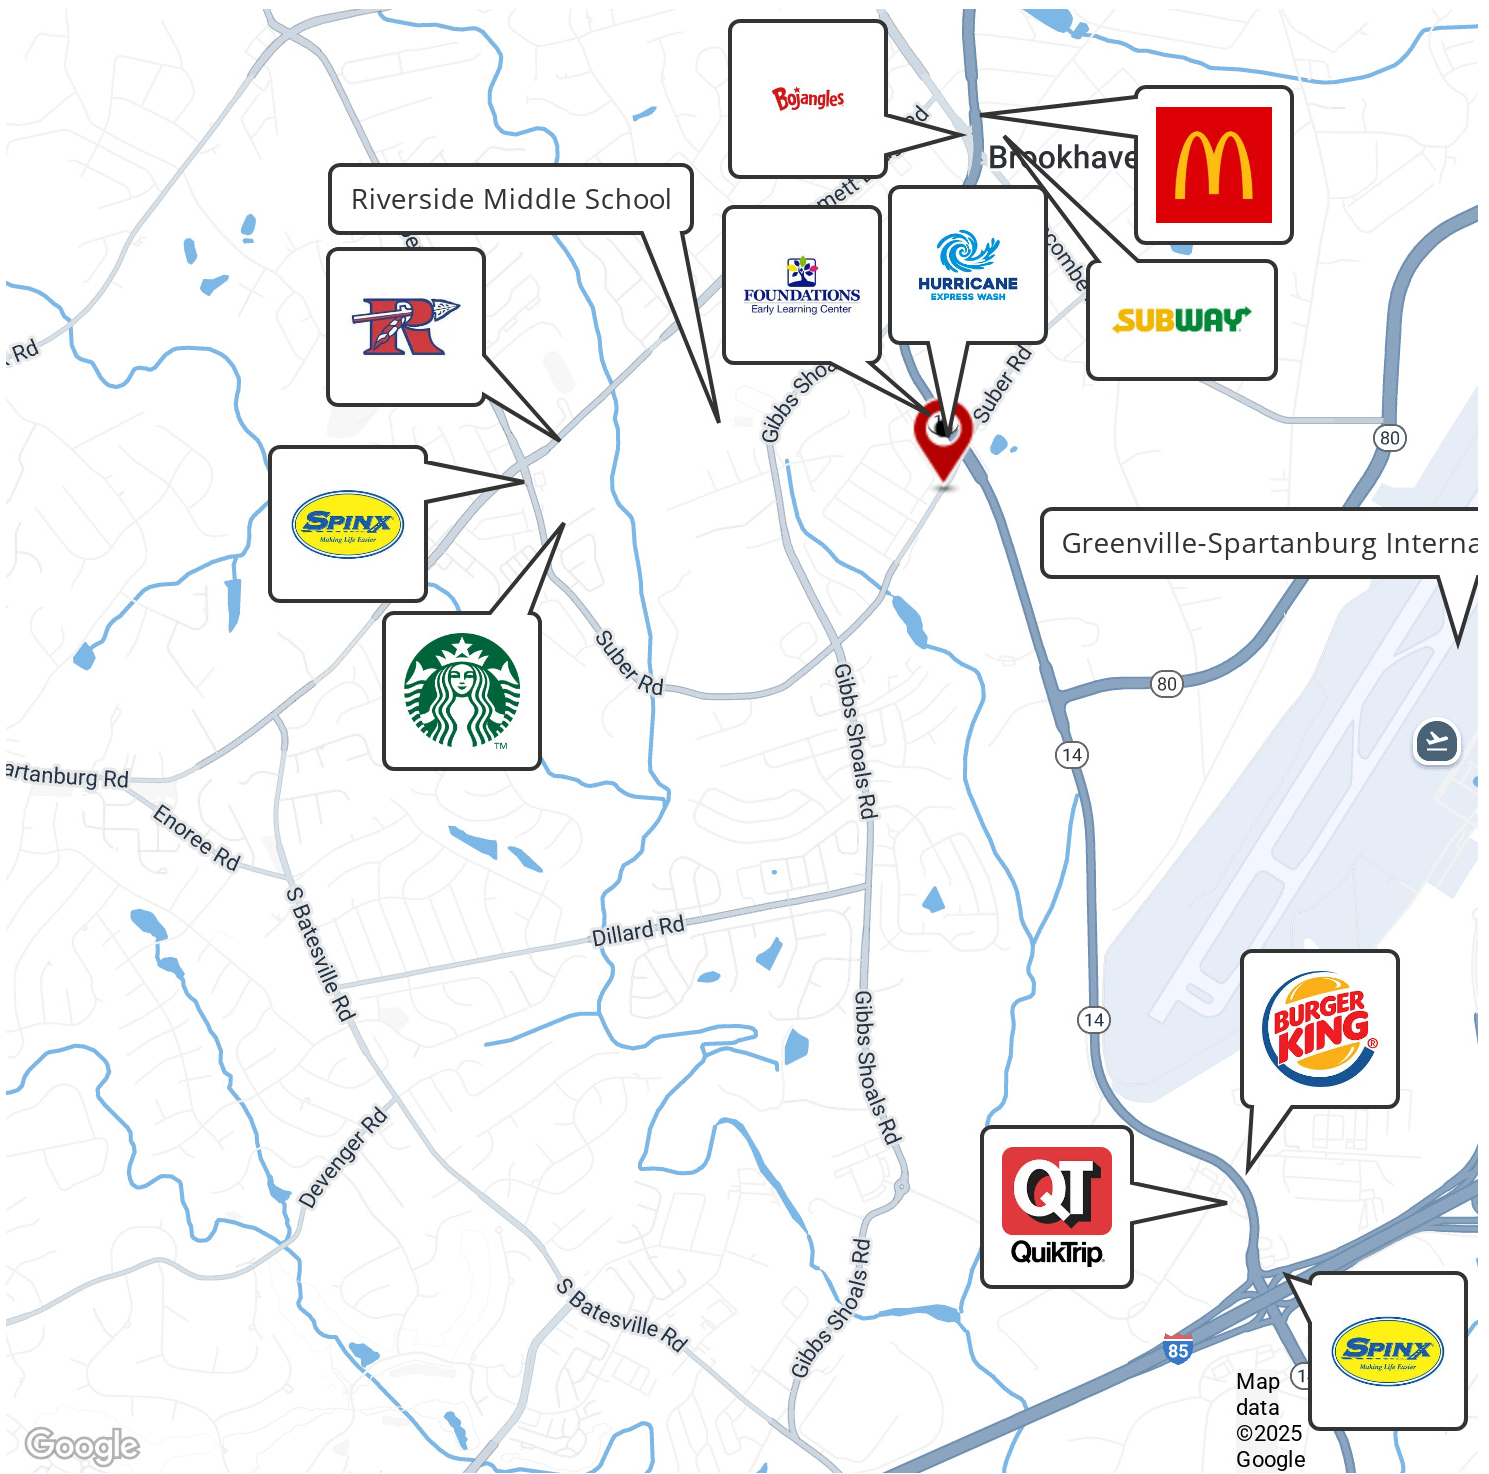 Bojangles
Brookhave
Riverside Middle School
FOUNDATIONS
Early Learning Center
HURRICANE
EXPRESS WASH
SUBWAY
R
Rd
Gibbs Shoa
Suber Rd
80
SPINX
Making Life Easier
Greenville-Spartanburg Interna
Suber Rd
80
Gibbs Shoals Rd
14
TM
artanburg Rd
Enoree Rd
S Batesville Rd
Dillard Rd
14
Gibbs Shoals Rd
BURGER
KING®
Devenger Rd
QT
QuikTrip
S Batesville Rd
Gibbs Shoals Rd
85
SPINX
Making Life Easier
Map
data
©2025
Google
Google